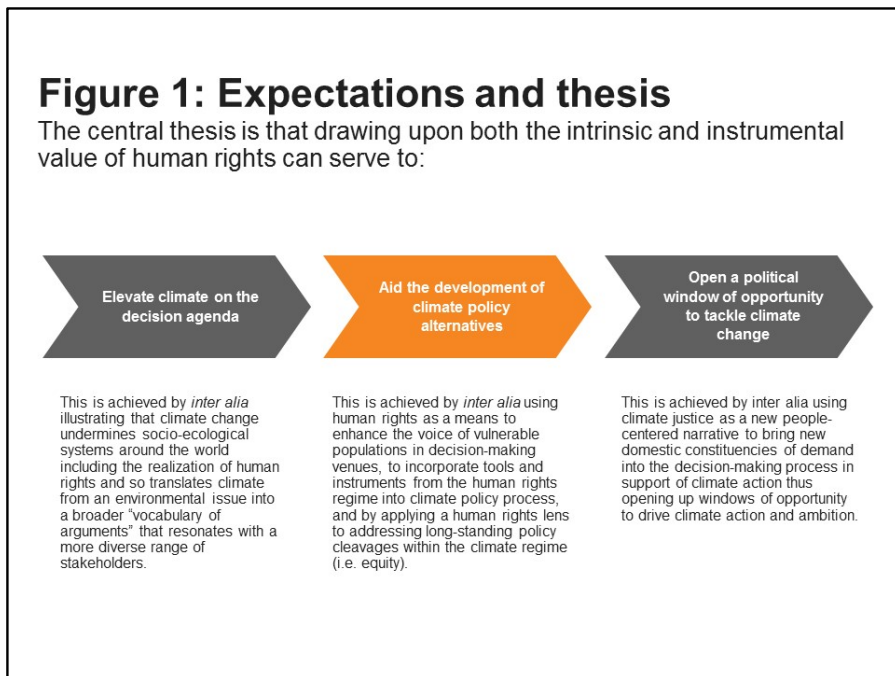 Figure 1: Expectations and thesis
The central thesis is that drawing upon both the intrinsic and instrumental
value of human rights can serve to:
Elevate climate on the
decision agenda
This is achieved by inter alia
illustrating that climate change
undermines socio-ecological
systems around the world
including the realization of human
rights and so translates climate
from an environmental issue into
a broader “vocabulary of
arguments” that resonates with a
more diverse range of
stakeholders.
Aid the development of
climate policy
alternatives
This is achieved by inter alia using
human rights as a means to
enhance the voice of vulnerable
populations in decision-making
venues, to incorporate tools and
instruments from the human rights
regime into climate policy process,
and by applying a human rights lens
to addressing long-standing policy
cleavages within the climate regime
(i.e. equity).
Open a political
window of opportunity
to tackle climate
change
This is achieved by inter alia using
climate justice as a new people-
centered narrative to bring new
domestic constituencies of demand
into the decision-making process in
support of climate action thus
opening up windows of opportunity
to drive climate action and ambition.